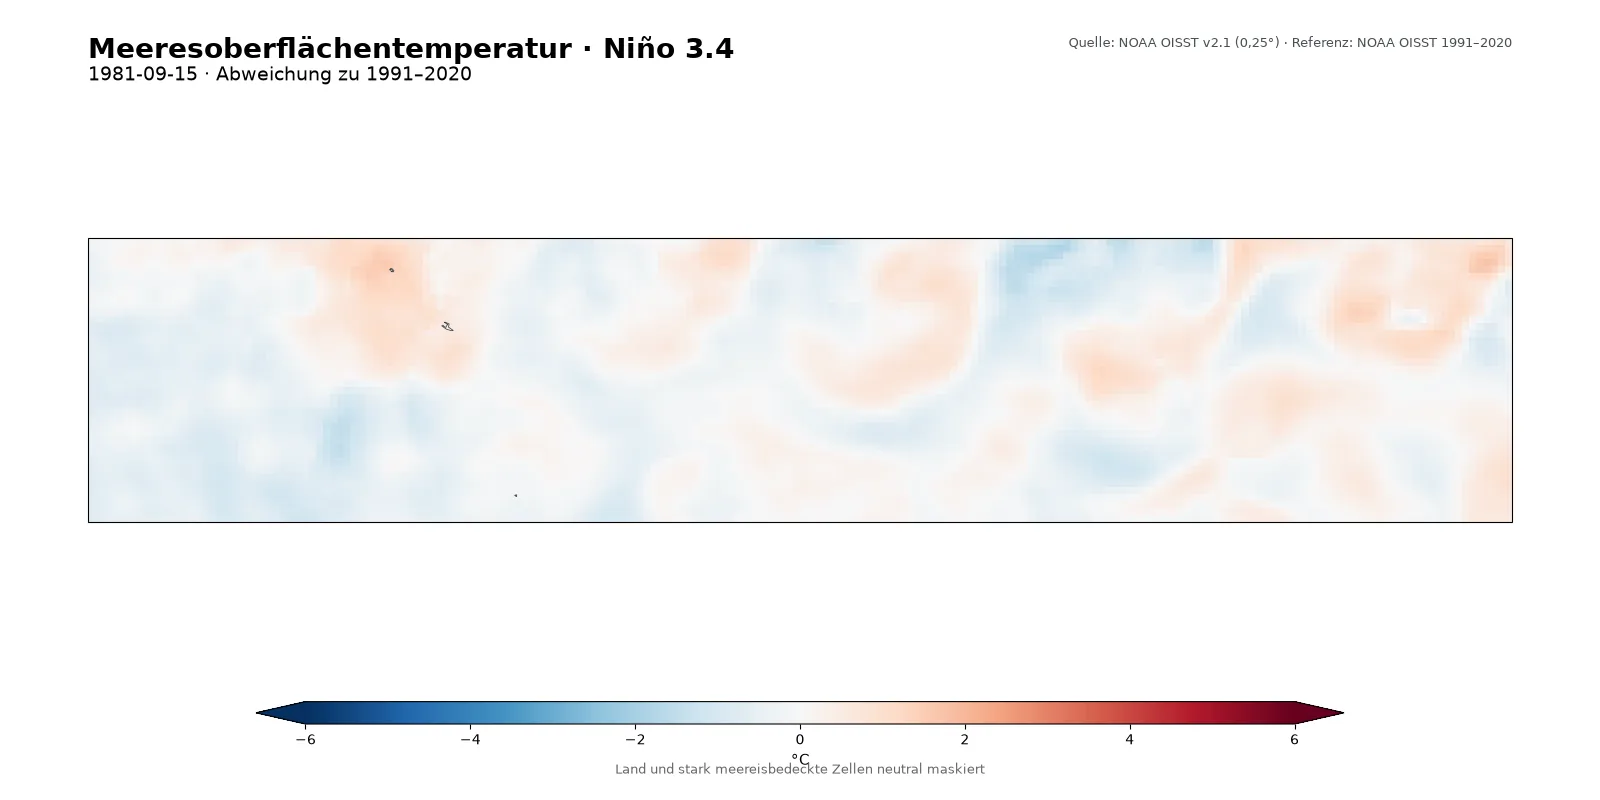 Meeresoberflächentemperatur · Niño 3.4
1981-09-15 · Abweichung zu 1991–2020
Quelle: NOAA OISST v2.1 (0,25°) · Referenz: NOAA OISST 1991–2020
−6 −4 −2 0 2 4 6
°C
Land und stark meereisbedeckte Zellen neutral maskiert